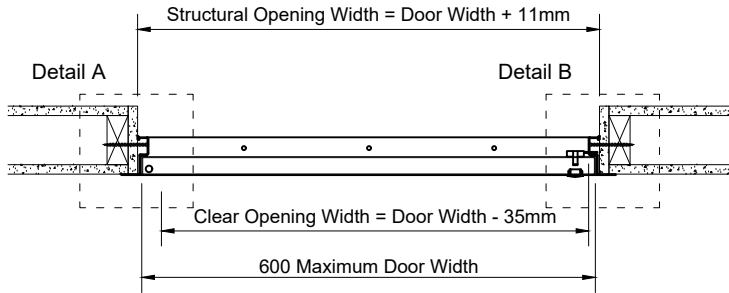 Structural Opening Width = Door Width + 11mm
Detail A
Detail B
Clear Opening Width = Door Width - 35mm
600 Maximum Door Width